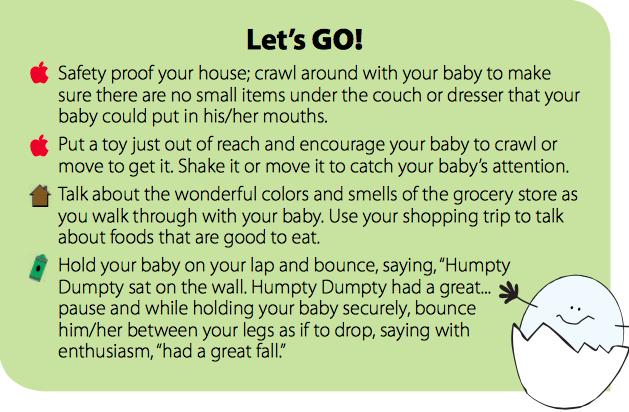 Let's GO!
Safety proof your house; crawl around with your baby to make
sure there are no small items under the couch or dresser that your
baby could put in his/her mouths.
Put a toy just out of reach and encourage your baby to crawl or
move to get it. Shake it or move it to catch your baby's attention.
Talk about the wonderful colors and smells of the grocery store as
you walk through with your baby. Use your shopping trip to talk
about foods that are good to eat.
Hold your baby on your lap and bounce, saying, "Humpty
Dumpty sat on the wall. Humpty Dumpty had a great...
pause and while holding your baby securely, bounce
him/her between your legs as if to drop, saying with
enthusiasm, "had a great fall."